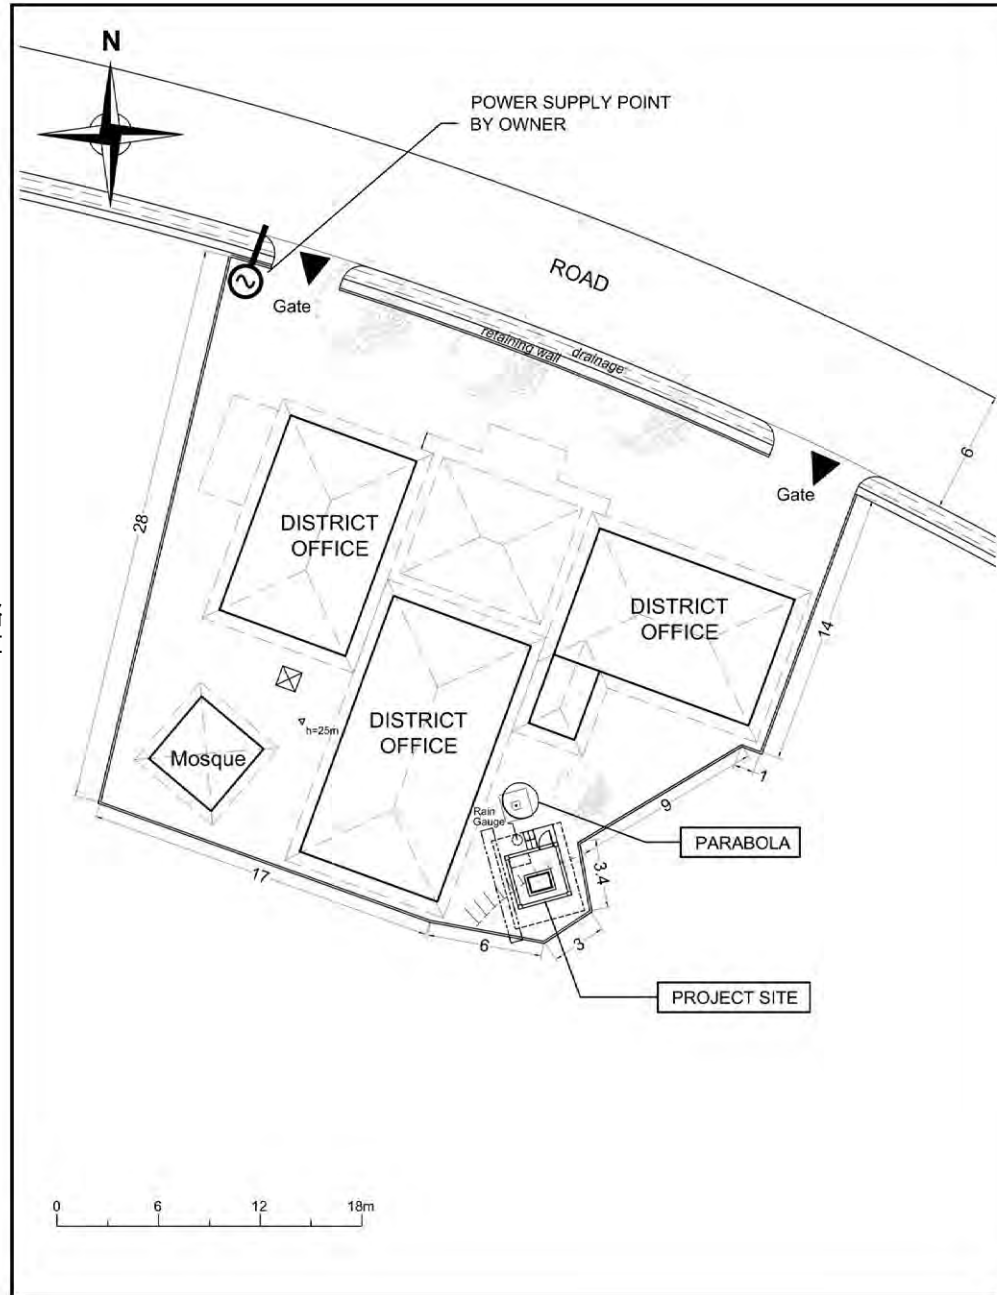 N
POWER SUPPLY POINT
BY OWNER
ROAD
Gate
retaining wall
drainage
6
Gate
28
DISTRICT
OFFICE
DISTRICT
OFFICE
14
DISTRICT
OFFICE
h=25m
Mosque
1
9
Rain
Gauge
PARABOLA
3.4
17
6
3
PROJECT SITE
0 6 12 18m